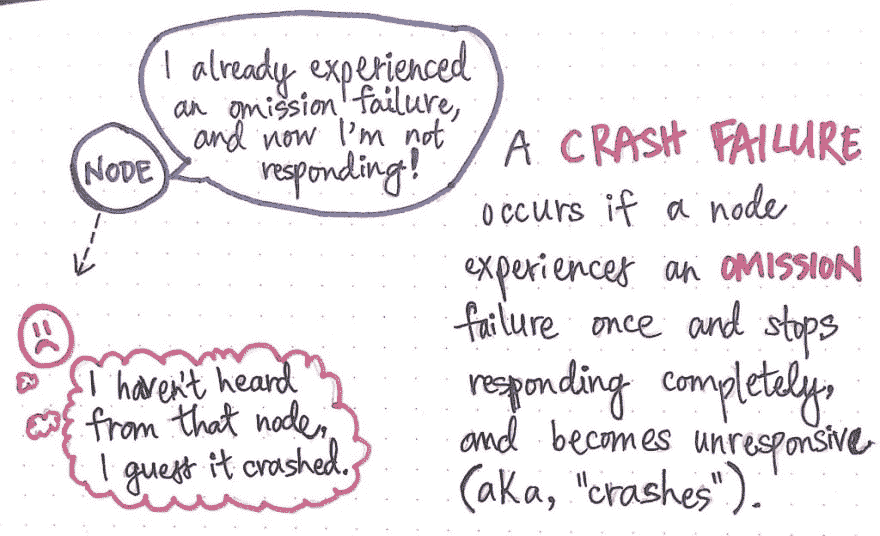 I already experienced
an omission failure,
and now I'm not
responding!
NODE
A CRASH FAILURE
occurs if a node
experiences an OMISSION
failure once and stops
responding completely,
and becomes unresponsive
(aka, "crashes").
I haven't heard
from that node,
I guess it crashed.